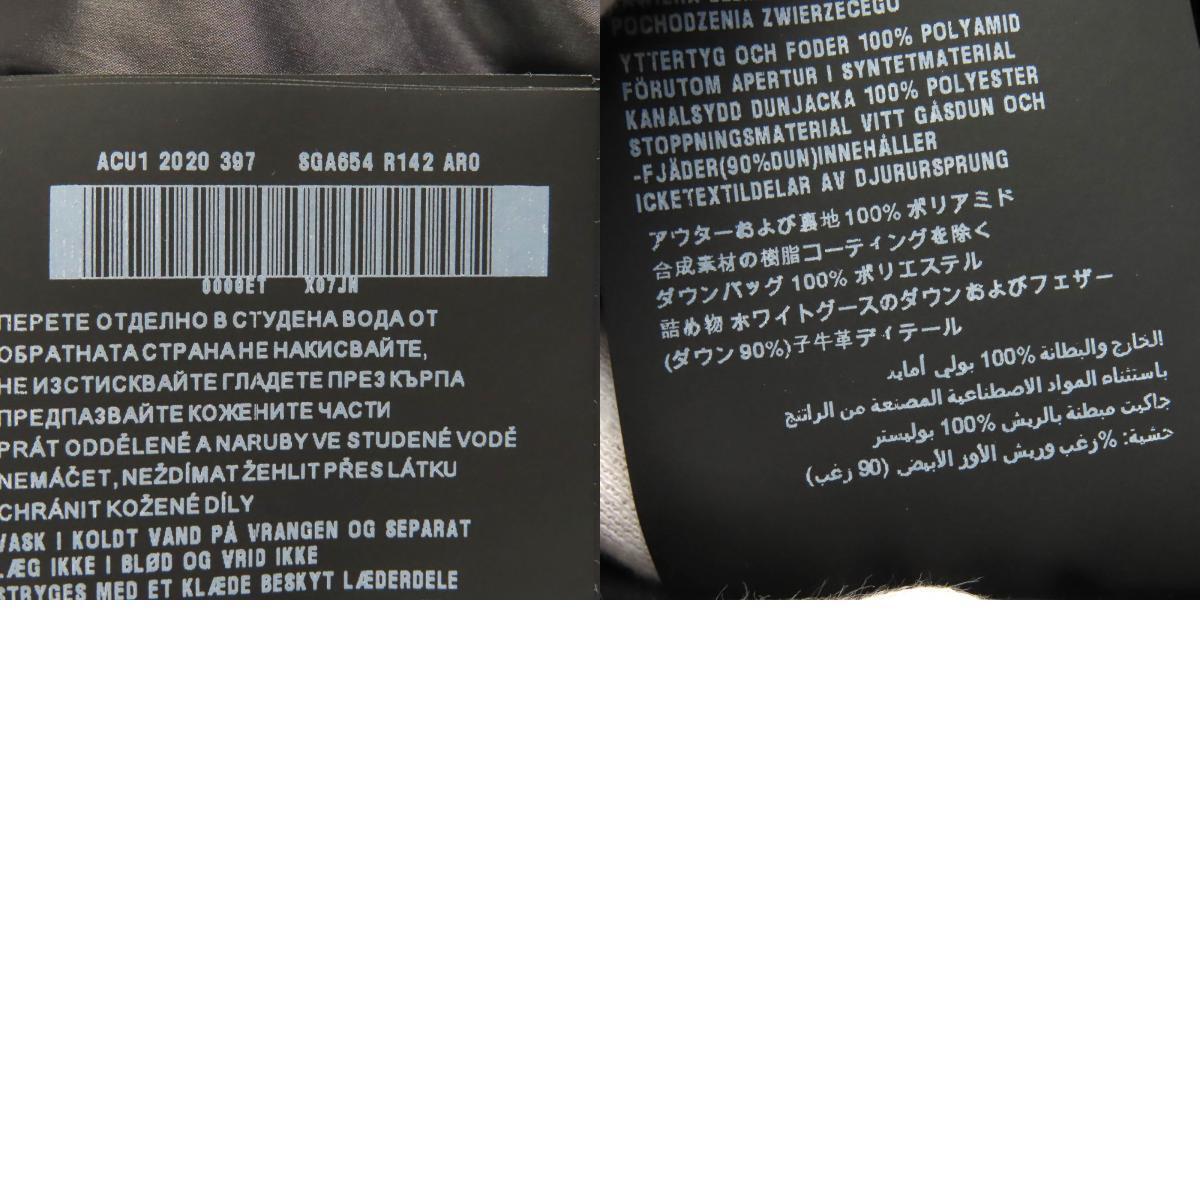 ACU1 2020 397 SGA654 R142 ARO
X07JN
ПЕРЕТЕ ОТДЕЛНО В СТУДЕНА ВОДА ОТ
ОБРАТНАТА СТРАНА НЕ НАКИСВАЙТЕ,
НЕ ИЗСТИСКВАЙТЕ ГЛАДЕТЕ ПРЕЗ КЪРПА
ПРЕДПАЗВАЙТЕ КОЖЕНИТЕ ЧАСТИ
PRÁT ODDĚLENĚ A NARUBY VE STUDENÉ VODĚ
NEMÁČET, NEŽDÍMAT ŽEHLIT PŘES LÁTKU
CHRÁNIT KOŽENÉ DÍLY
VASK I KOLDT VAND PÅ VRANGEN OG SEPARAT
LÆG IKKE I BLØD OG VRID IKKE
STRYGES MED ET KLÆDE BESKYT LÆDERDELE
POCHODZENIA ZWIERZĘCEGO
YTTERTYG OCH FODER 100% POLYAMID
FÖRUTOM APERTUR I SYNTETMATERIAL
KANALSYDD DUNJACKA 100% POLYESTER
STOPPNINGSMATERIAL VITT GÅSDUN OCH
-FJÄDER(90%DUN)INNEHÅLLER
ICKETEXTILDELAR AV DJURURSPRUNG
アウターおよび裏地100% ポリアミド
合成素材の樹脂コーティングを除く
ダウンバッグ 100% ポリエステル
詰め物 ホワイトグースのダウンおよびフェザー
(ダウン 90%)子牛革ディテール
الخارج والبطانة 100% بولي أمايد
باستثناء المواد الاصطناعية المصنعة من الراتنج
جاكيت مبطنة بالريش 100% بوليستر
حشية: %زغب وريش الأوز الأبيض (90 زغب)